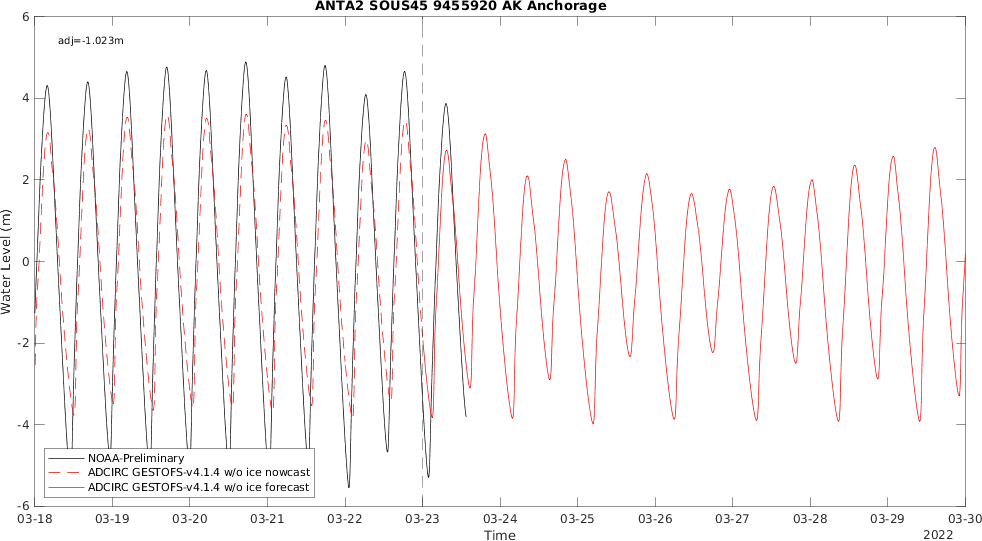 ANTA2 SOUS45 9455920 AK Anchorage
adj=-1.023m
6
4
2
0
-2
-4
-6
Water Level (m)
NOAA-Preliminary
ADCIRC GESTOFS-v4.1.4 w/o ice nowcast
ADCIRC GESTOFS-v4.1.4 w/o ice forecast
03-18 03-19 03-20 03-21 03-22 03-23 03-24 03-25 03-26 03-27 03-28 03-29 03-30
Time
2022